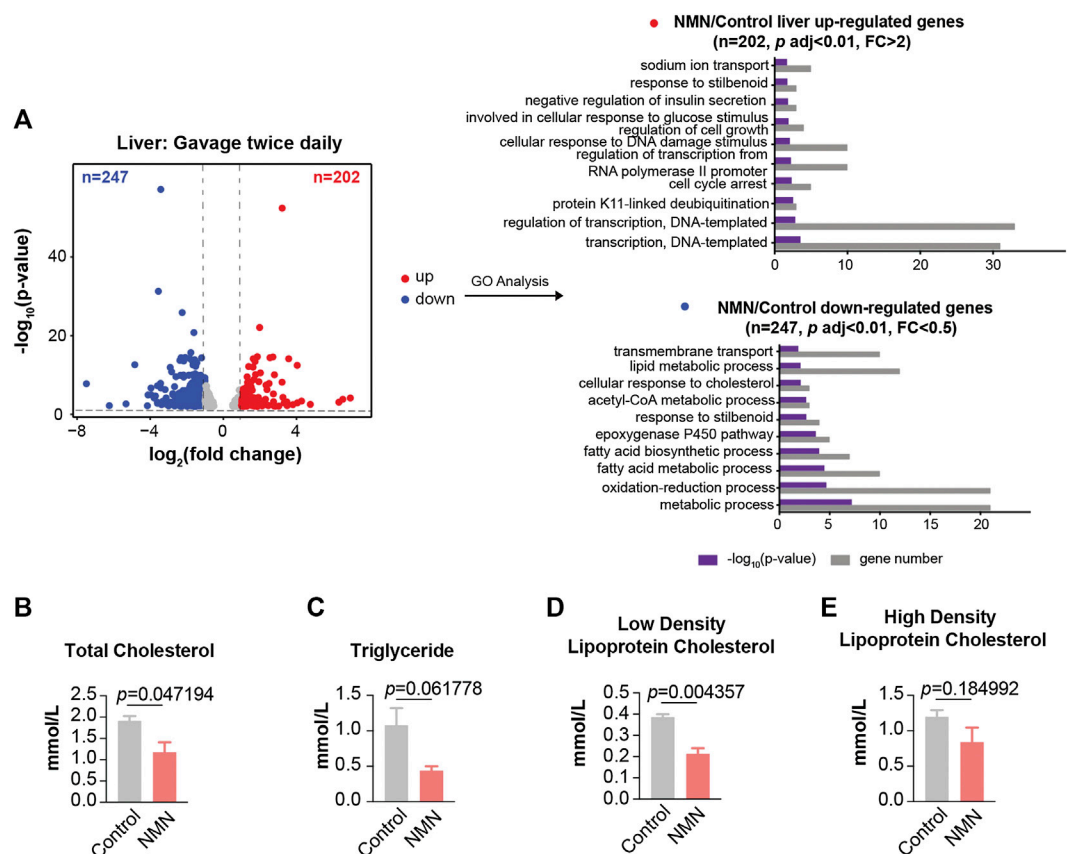 A
Liver: Gavage twice daily
n=247
n=202
40
20
0
-log10(p-value)
−8
−4
0
4
log2(fold change)
up
down
GO Analysis
NMN/Control liver up-regulated genes
(n=202, p adj<0.01, FC>2)
sodium ion transport
response to stilbenoid
negative regulation of insulin secretion
involved in cellular response to glucose stimulus
regulation of cell growth
cellular response to DNA damage stimulus
regulation of transcription from
RNA polymerase II promoter
cell cycle arrest
protein K11-linked deubiquitination
regulation of transcription, DNA-templated
transcription, DNA-templated
0
10
20
30
NMN/Control down-regulated genes
(n=247, p adj<0.01, FC<0.5)
transmembrane transport
lipid metabolic process
cellular response to cholesterol
acetyl-CoA metabolic process
response to stilbenoid
epoxygenase P450 pathway
fatty acid biosynthetic process
fatty acid metabolic process
oxidation-reduction process
metabolic process
0
5
10
15
20
-log10(p-value)
gene number
B
Total Cholesterol
p=0.047194
2.5
2.0
1.5
1.0
0.5
0.0
mmol/L
Control
NMN
C
Triglyceride
p=0.061778
1.5
1.0
0.5
0.0
mmol/L
Control
NMN
D
Low Density
Lipoprotein Cholesterol
p=0.004357
0.5
0.4
0.3
0.2
0.1
0.0
mmol/L
Control
NMN
E
High Density
Lipoprotein Cholesterol
p=0.184992
1.5
1.0
0.5
0.0
mmol/L
Control
NMN